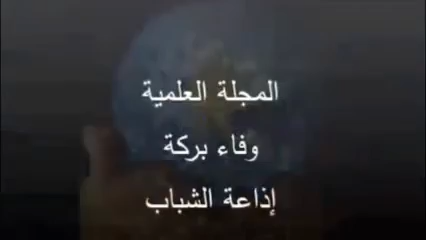 المجلة العلمية
وفاء بركة
إذاعة الشباب